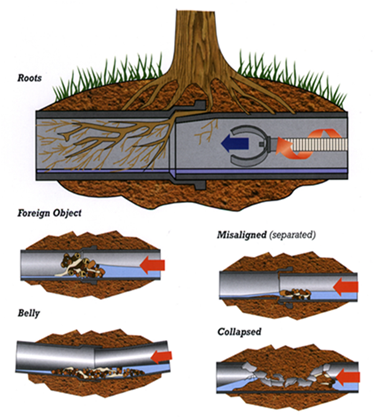 Roots
Foreign Object
Misaligned (separated)
Belly
Collapsed